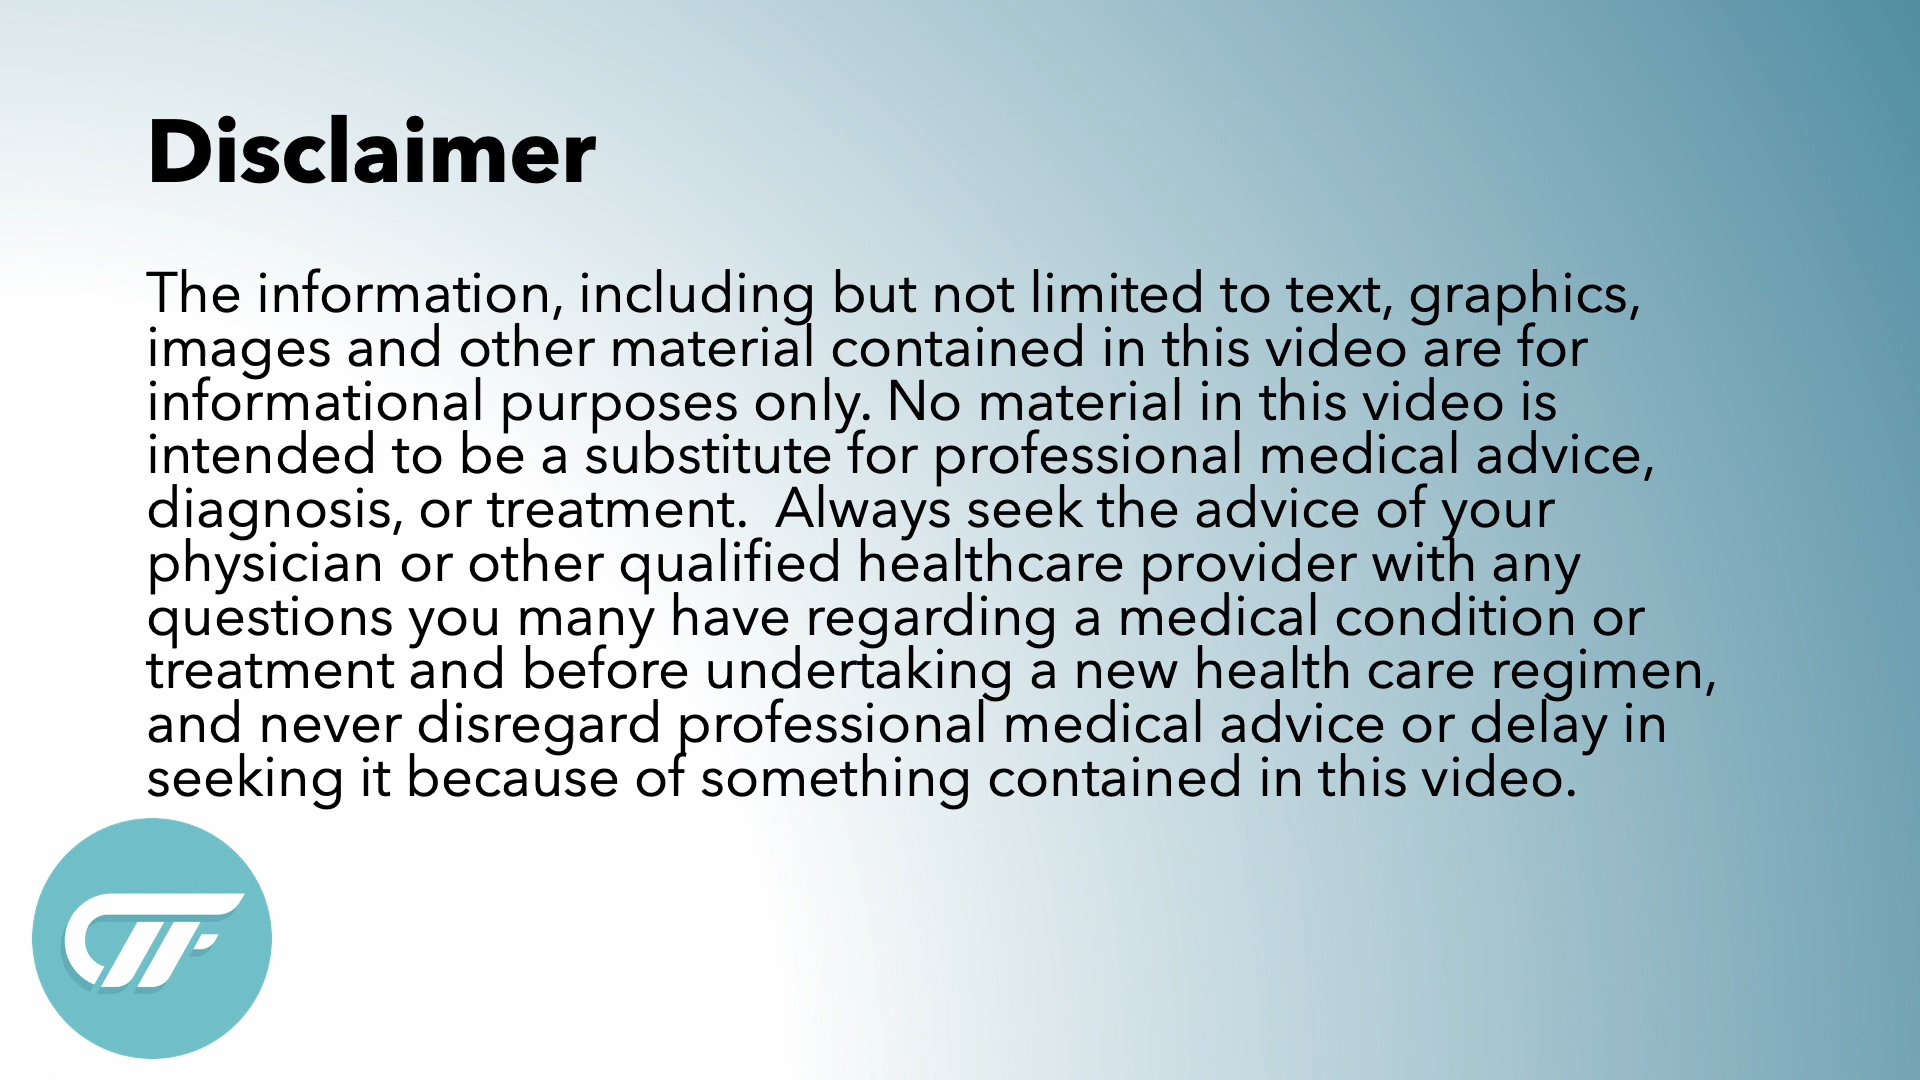 Disclaimer
The information, including but not limited to text, graphics,
images and other material contained in this video are for
informational purposes only. No material in this video is
intended to be a substitute for professional medical advice,
diagnosis, or treatment.  Always seek the advice of your
physician or other qualified healthcare provider with any
questions you many have regarding a medical condition or
treatment and before undertaking a new health care regimen,
and never disregard professional medical advice or delay in
seeking it because of something contained in this video.